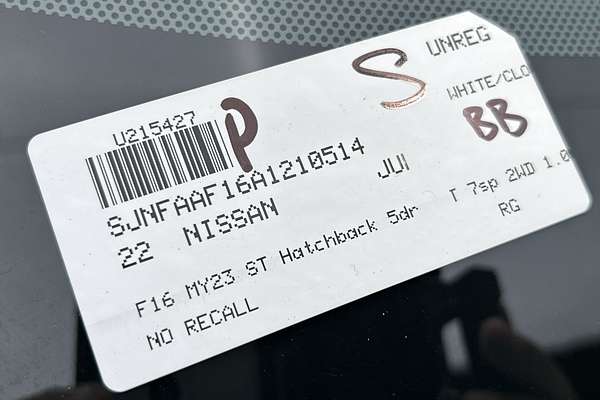 S UNREG
U215427 P WHITE/CLO
SJNFAAF16A1210514 BB
22 NISSAN JUI
F16 MY23 ST Hatchback 5dr T 7sp 2WD 1.0
NO RECALL RG